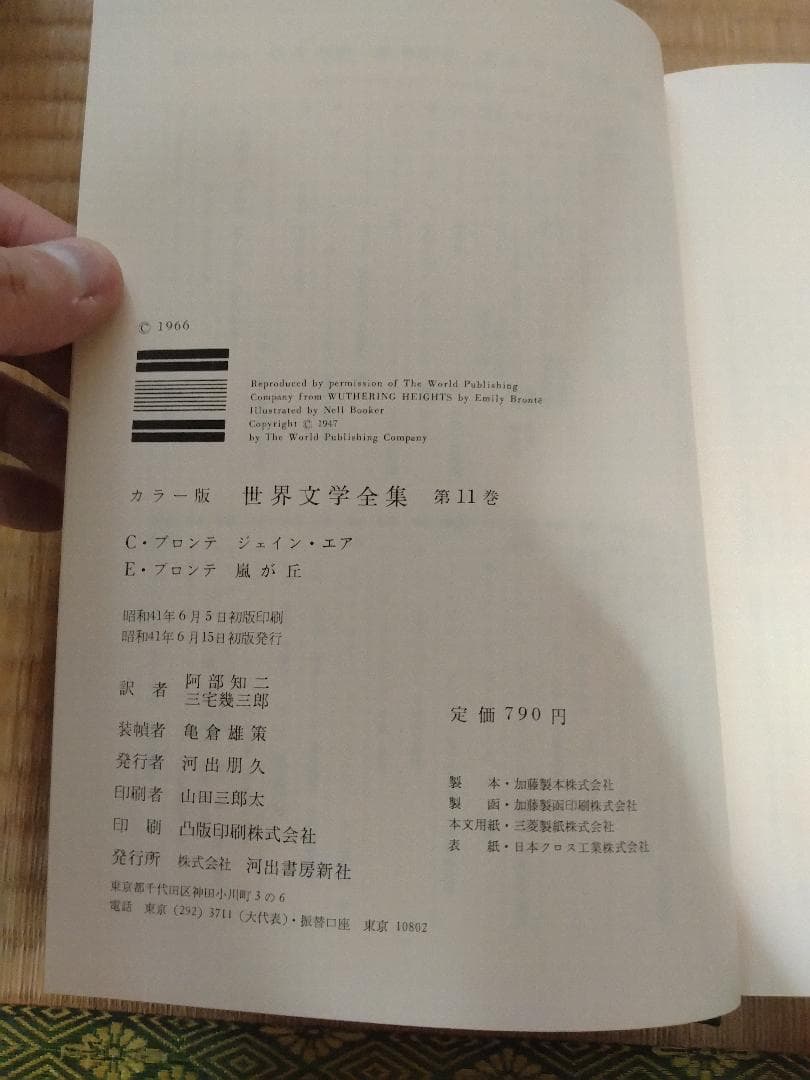 © 1966
Reproduced by permission of The World Publishing
Company from WUTHERING HEIGHTS by Emily Brontë
Illustrated by Nell Booker
Copyright © 1947
by The World Publishing Company
カラー版 世界文学全集 第11巻
C・ブロンテ ジェイン・エア
E・ブロンテ 嵐が丘
昭和41年6月5日初版印刷
昭和41年6月15日初版発行
訳者 阿部知二
三宅幾三郎
装幀者 亀倉雄策
発行者 河出朋久
印刷者 山田三郎太
印刷 凸版印刷株式会社
発行所 株式会社 河出書房新社
東京都千代田区神田小川町3の6
電話 東京 (292) 3711 (大代表)・振替口座 東京 10802
定価 790円
製本・加藤製本株式会社
製函・加藤製函印刷株式会社
本文用紙・三菱製紙株式会社
表紙・日本クロス工業株式会社